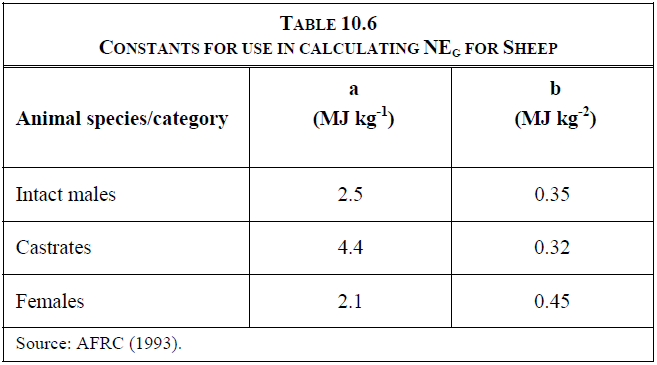 TABLE 10.6
CONSTANTS FOR USE IN CALCULATING NEG FOR SHEEP
Animal species/category
a
(MJ kg-1)
b
(MJ kg-2)
Intact males 2.5 0.35
Castrates 4.4 0.32
Females 2.1 0.45
Source: AFRC (1993).